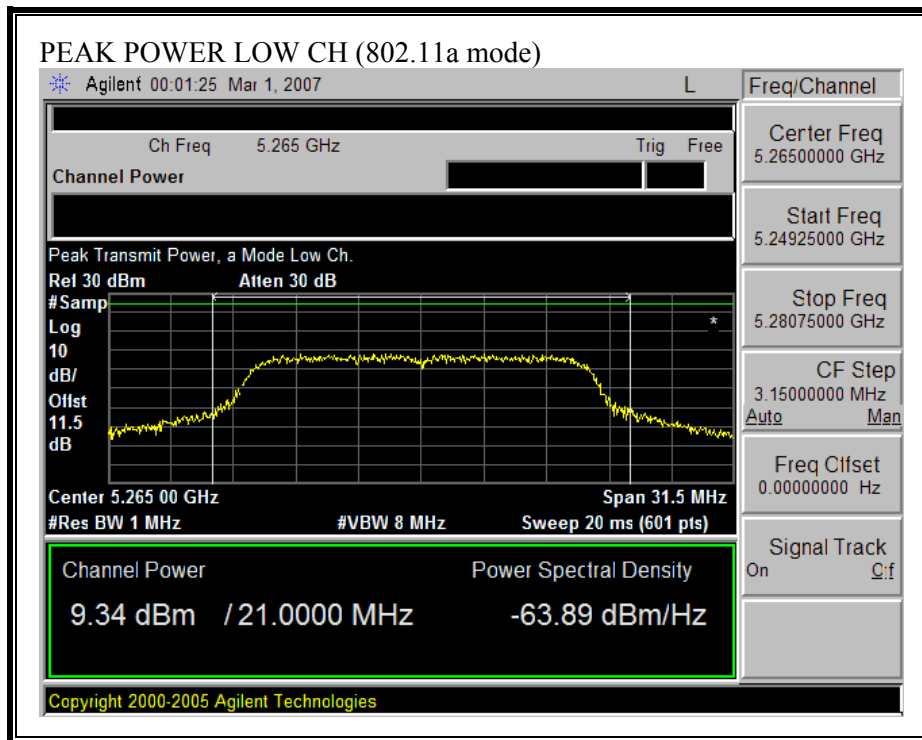 PEAK POWER LOW CH (802.11a mode)
Agilent 00:01:25 Mar 1, 2007 L
Freq/Channel
Ch Freq 5.265 GHz Trig Free
Channel Power
Center Freq
5.26500000 GHz
Start Freq
5.24925000 GHz
Stop Freq
5.28075000 GHz
CF Step
3.15000000 MHz
Auto Man
Freq Offset
0.00000000 Hz
Signal Track
On Off
Peak Transmit Power, a Mode Low Ch.
Ref 30 dBm Atten 30 dB
#Samp
Log
10
dB/
Offst
11.5
dB
*
Center 5.265 00 GHz Span 31.5 MHz
#Res BW 1 MHz #VBW 8 MHz Sweep 20 ms (601 pts)
Channel Power Power Spectral Density
9.34 dBm / 21.0000 MHz -63.89 dBm/Hz
Copyright 2000-2005 Agilent Technologies